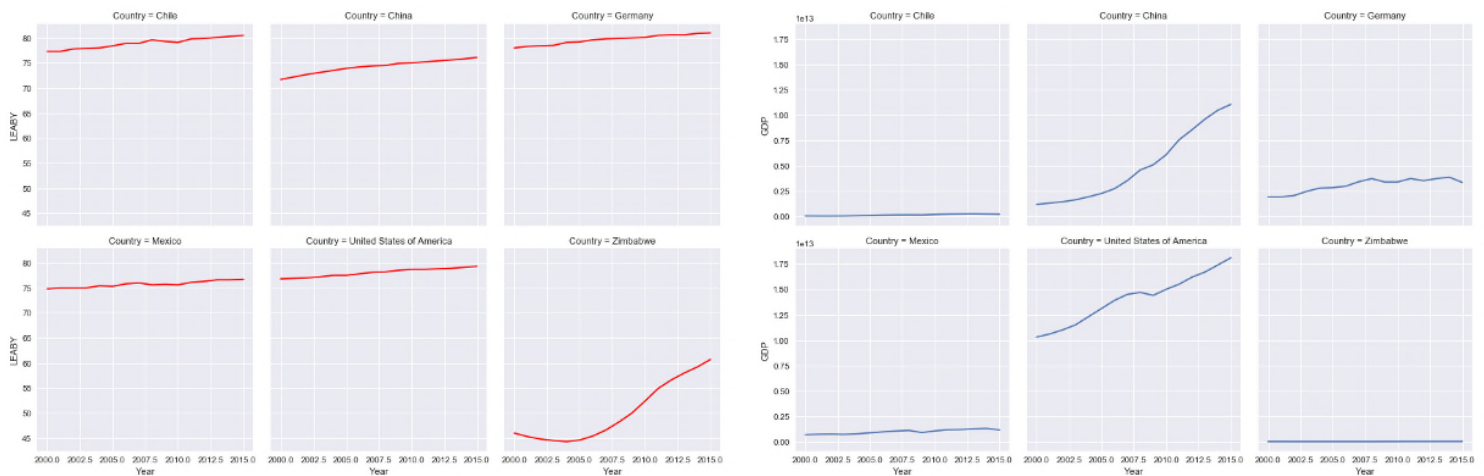 Country = Chile
Country = China
Country = Germany
80
75
70
65
60
55
50
45
LEABY
Country = Mexico
Country = United States of America
Country = Zimbabwe
80
75
70
65
60
55
50
45
LEABY
2000.0 2002.5 2005.0 2007.5 2010.0 2012.5 2015.0
2000.0 2002.5 2005.0 2007.5 2010.0 2012.5 2015.0
2000.0 2002.5 2005.0 2007.5 2010.0 2012.5 2015.0
Year
Year
Year
1e13
Country = Chile
Country = China
Country = Germany
1.75
1.50
1.25
1.00
0.75
0.50
0.25
0.00
GDP
1e13
Country = Mexico
Country = United States of America
Country = Zimbabwe
1.75
1.50
1.25
1.00
0.75
0.50
0.25
0.00
GDP
2000.0 2002.5 2005.0 2007.5 2010.0 2012.5 2015.0
2000.0 2002.5 2005.0 2007.5 2010.0 2012.5 2015.0
2000.0 2002.5 2005.0 2007.5 2010.0 2012.5 2015.0
Year
Year
Year